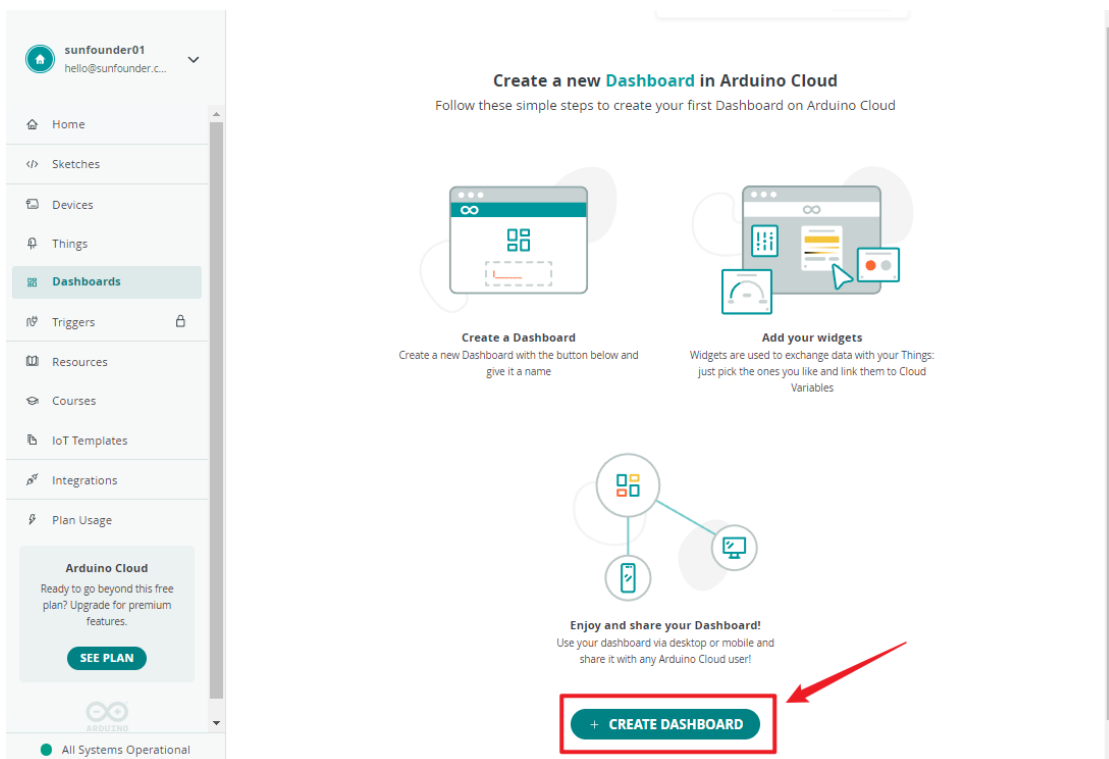 sunfounder01
hello@sunfounder.c...
Home
Sketches
Devices
Things
Dashboards
Triggers
Resources
Courses
IoT Templates
Integrations
Plan Usage
Arduino Cloud
Ready to go beyond this free
plan? Upgrade for premium
features.
SEE PLAN
ARDUINO
All Systems Operational
Create a new Dashboard in Arduino Cloud
Follow these simple steps to create your first Dashboard on Arduino Cloud
Create a Dashboard
Create a new Dashboard with the button below and
give it a name
Add your widgets
Widgets are used to exchange data with your Things:
just pick the ones you like and link them to Cloud
Variables
Enjoy and share your Dashboard!
Use your dashboard via desktop or mobile and
share it with any Arduino Cloud user!
+ CREATE DASHBOARD